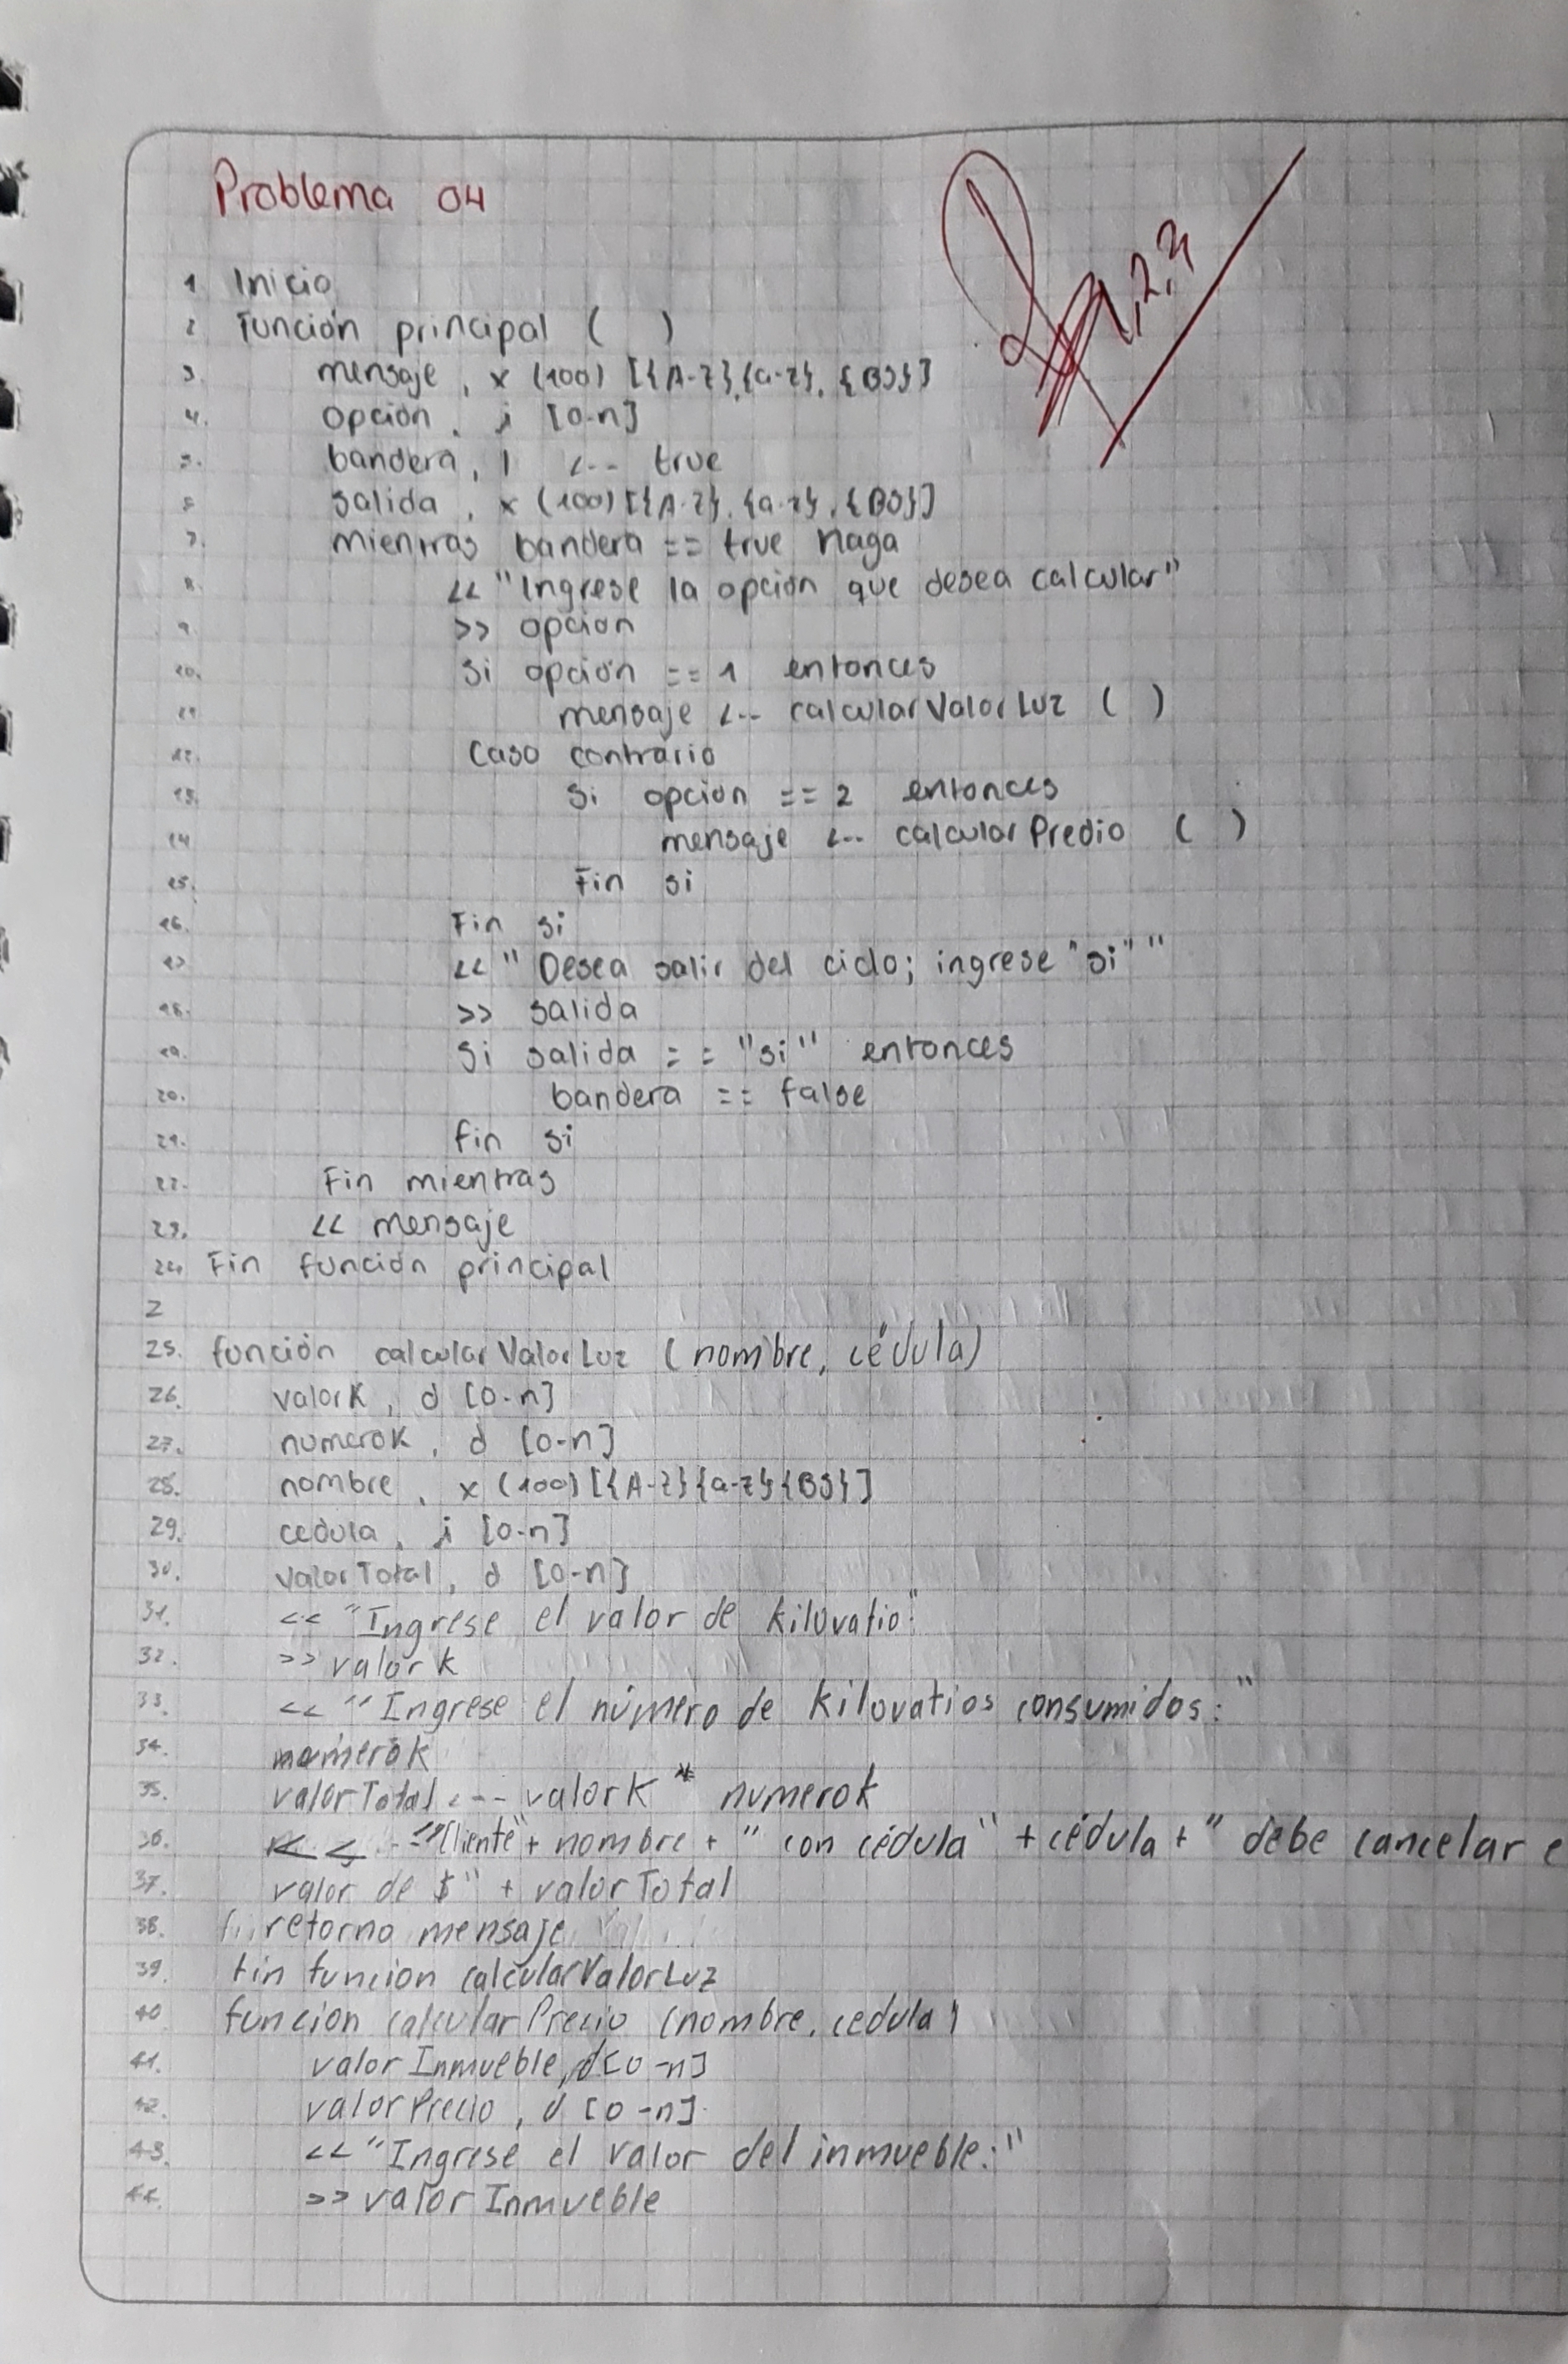 Problema 04
1 Inicio
2 función principal ( )
3. mensaje, x (100) [{A-Z},{a-z}, {BS}]
4. opción, i [0-n]
5. bandera, l <-- true
6 salida, x (100) [{A-Z}, {a-z}, {BS}]
7. mientras bandera == true haga
8. << "Ingrese la opción que desea calcular"
9. >> opcion
10. Si opción == 1 entonces
11 mensaje <-- calcularValorLuz ( )
12. Caso contrario
13. Si opcion == 2 entonces
14 mensaje <-- calcularPredio ( )
15. Fin si
16. Fin si
17 << "Desea salir del ciclo; ingrese "si" "
18. >> salida
19. Si salida == "si" entonces
20. bandera == false
21. fin si
22. Fin mientras
23. << mensaje
24 Fin función principal
2
25. función calcularValorLuz (nombre, cédula)
26. valorK, d [0-n]
27. numeroK, d [0-n]
28. nombre, x (100) [{A-Z}{a-z}{BS}]
29. cedula, i [0-n]
30. valorTotal, d [0-n]
31. << "Ingrese el valor de kilovatio:"
32. >> valork
33. << "Ingrese el número de kilovatios consumidos:"
34. numerok
35. valorTotal <-- valork * numerok
36. "Cliente" + nombre + " con cédula" + cédula + " debe cancelar e
37. valor de $" + valorTotal
38. retorno mensaje
39. fin funcion calcularValorLuz
40 funcion calcularPrecio (nombre, cedula)
41. valorInmueble, d [0-n]
42. valorPrecio, d [0-n]
43. << "Ingrese el valor del inmueble:"
44. >> valorInmueble